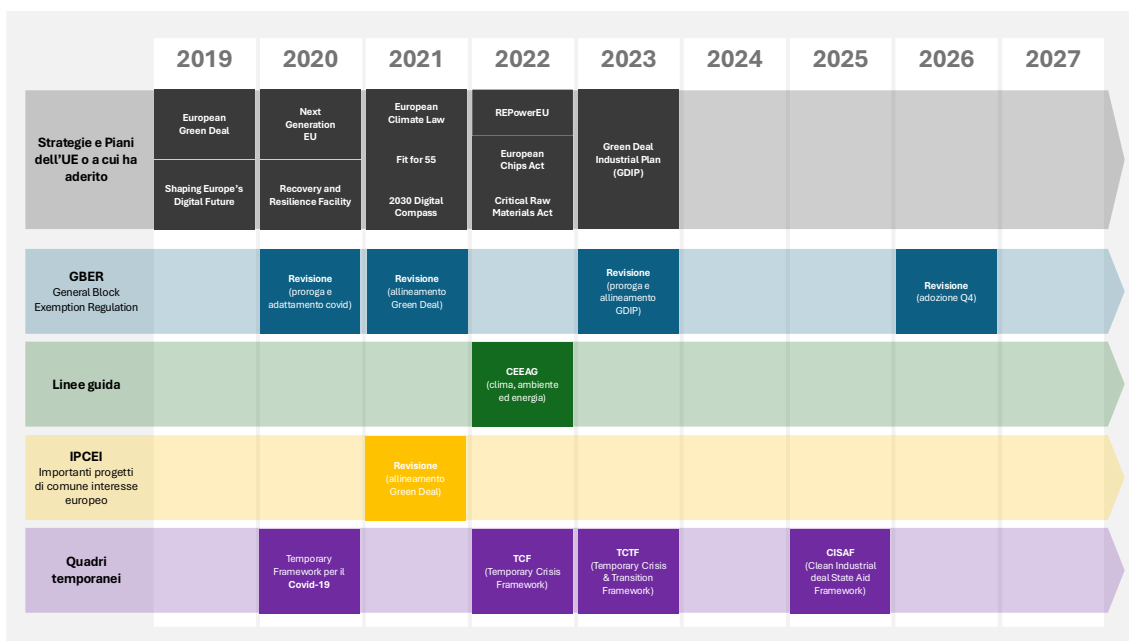 2019 2020 2021 2022 2023 2024 2025 2026 2027
Strategie e Piani
dell'UE o a cui ha
aderito
European
Green Deal
Shaping Europe's
Digital Future
Next
Generation
EU
Recovery and
Resilience Facility
European
Climate Law
Fit for 55
2030 Digital
Compass
REPowerEU
European
Chips Act
Critical Raw
Materials Act
Green Deal
Industrial Plan
(GDIP)
GBER
General Block
Exemption Regulation
Revisione
(proroga e
adattamento covid)
Revisione
(allineamento
Green Deal)
Revisione
(proroga e
allineamento
GDIP)
Revisione
(adozione Q4)
Linee guida
CEEAG
(clima, ambiente
ed energia)
IPCEI
Importanti progetti
di comune interesse
europeo
Revisione
(allineamento
Green Deal)
Quadri
temporanei
Temporary
Framework per il
Covid-19
TCF
(Temporary Crisis
Framework)
TCTF
(Temporary Crisis
& Transition
Framework)
CISAF
(Clean Industrial
deal State Aid
Framework)